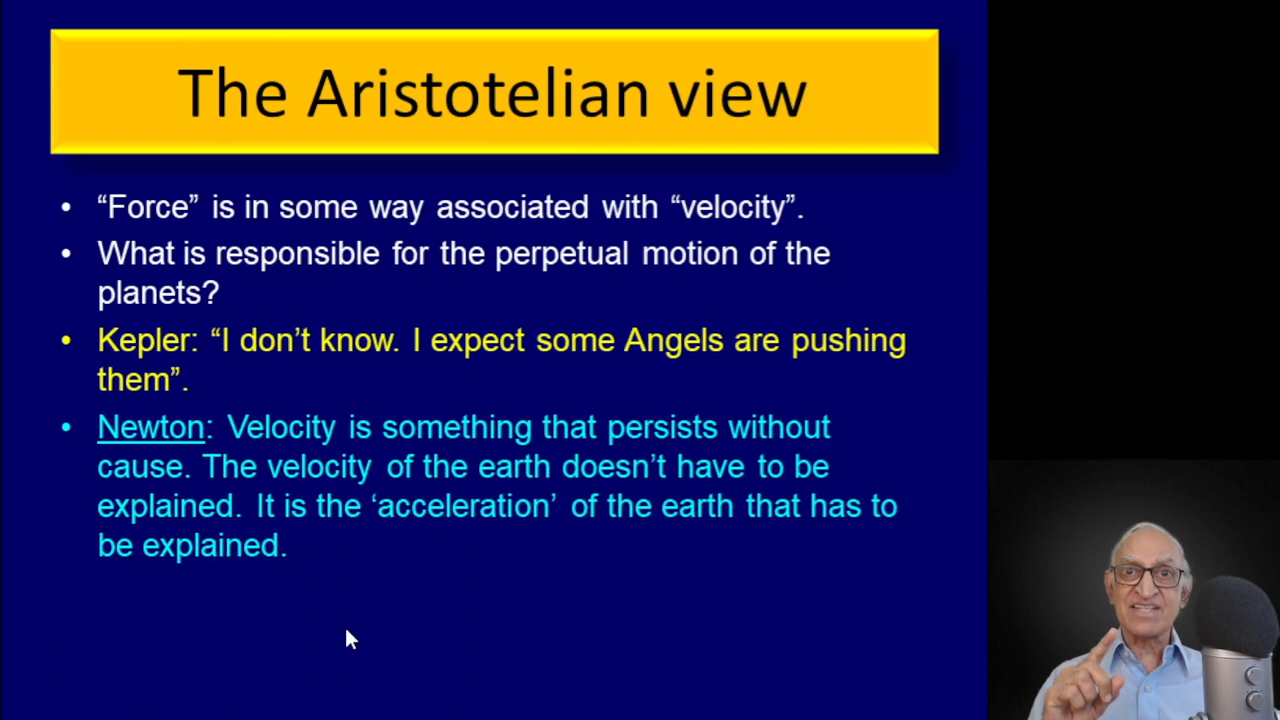 The Aristotelian view
• “Force” is in some way associated with “velocity”.
• What is responsible for the perpetual motion of the
planets?
• Kepler: “I don’t know. I expect some Angels are pushing
them”.
• Newton: Velocity is something that persists without
cause. The velocity of the earth doesn’t have to be
explained. It is the ‘acceleration’ of the earth that has to
be explained.